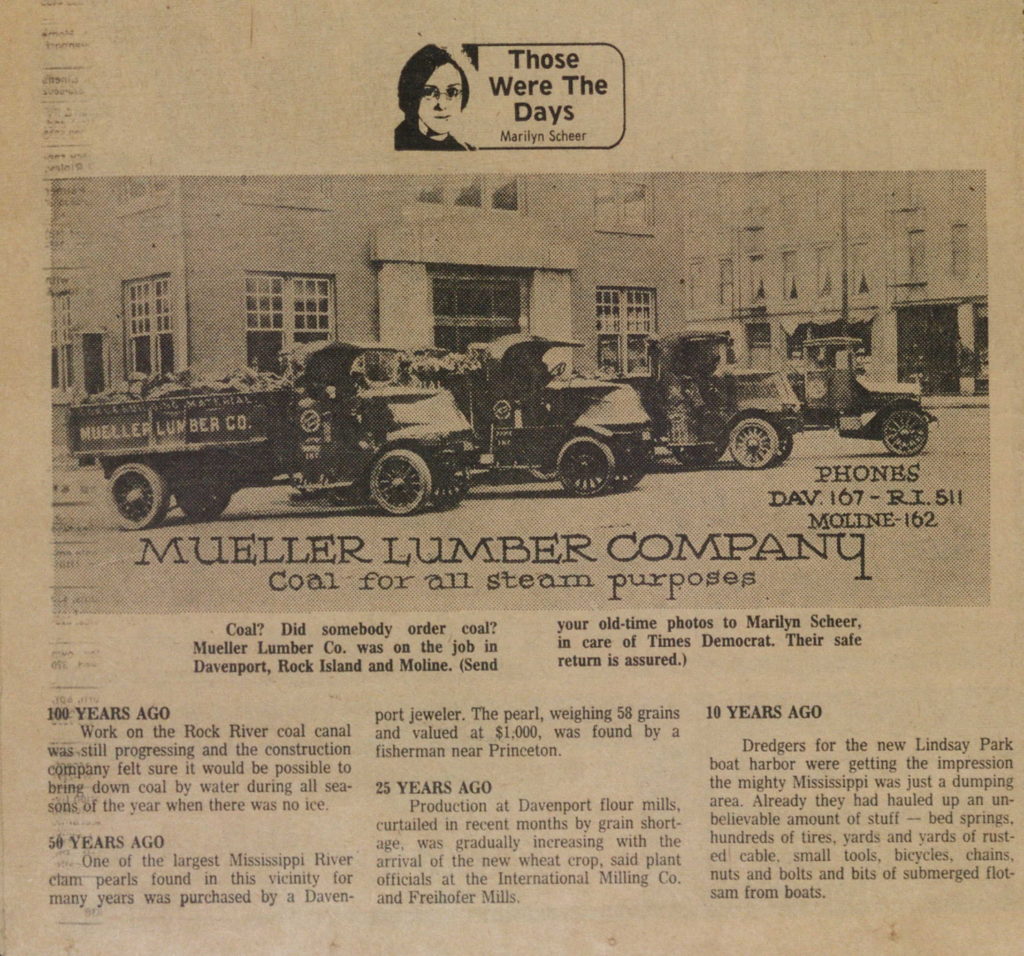 Those
Were The
Days
Marilyn Scheer
MUELLER LUMBER CO.
PHONES
DAV. 167 - R.I. 511
MOLINE-162
MUELLER LUMBER COMPANY
Coal for all steam purposes
Coal? Did somebody order coal?
Mueller Lumber Co. was on the job in
Davenport, Rock Island and Moline. (Send
your old-time photos to Marilyn Scheer,
in care of Times Democrat. Their safe
return is assured.)
100 YEARS AGO
Work on the Rock River coal canal
was still progressing and the construction
company felt sure it would be possible to
bring down coal by water during all sea-
sons of the year when there was no ice.
50 YEARS AGO
One of the largest Mississippi River
clam pearls found in this vicinity for
many years was purchased by a Daven-
port jeweler. The pearl, weighing 58 grains
and valued at $1,000, was found by a
fisherman near Princeton.
25 YEARS AGO
Production at Davenport flour mills,
curtailed in recent months by grain short-
age, was gradually increasing with the
arrival of the new wheat crop, said plant
officials at the International Milling Co.
and Freihofer Mills.
10 YEARS AGO
Dredgers for the new Lindsay Park
boat harbor were getting the impression
the mighty Mississippi was just a dumping
area. Already they had hauled up an un-
believable amount of stuff — bed springs,
hundreds of tires, yards and yards of rust-
ed cable, small tools, bicycles, chains,
nuts and bolts and bits of submerged flot-
sam from boats.